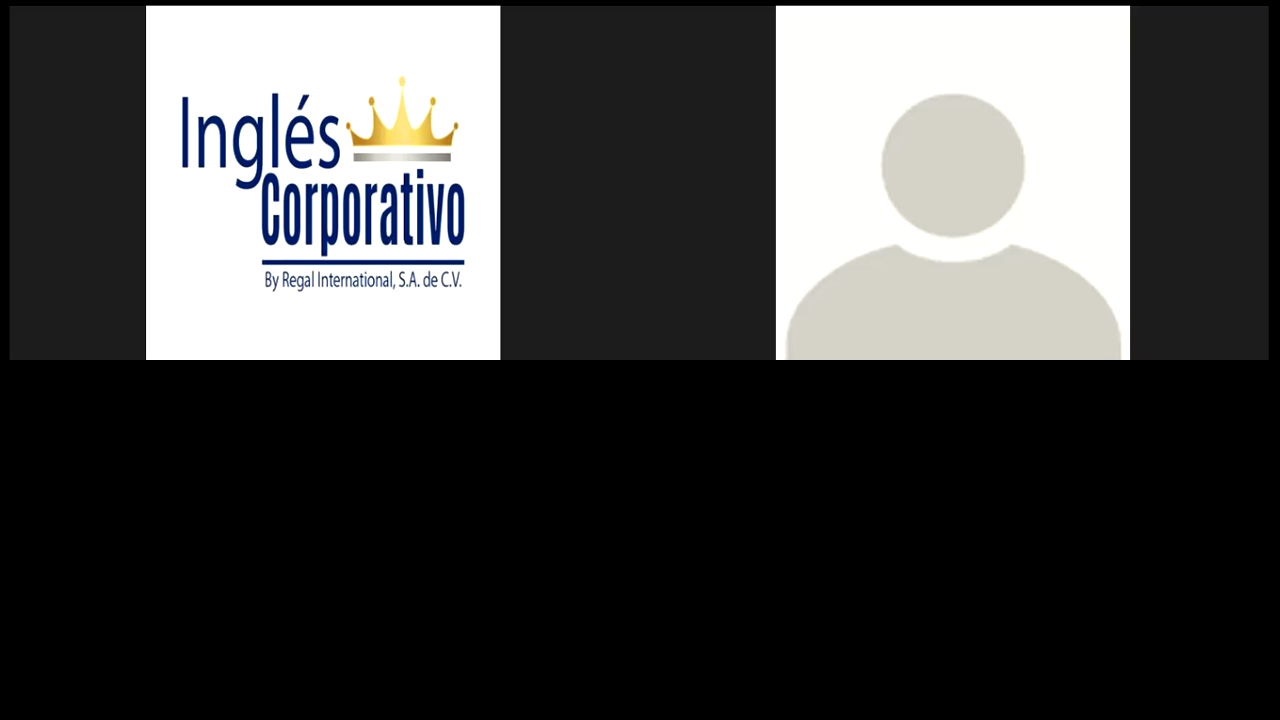 Inglés
Corporativo
By Regal International, S.A. de C.V.